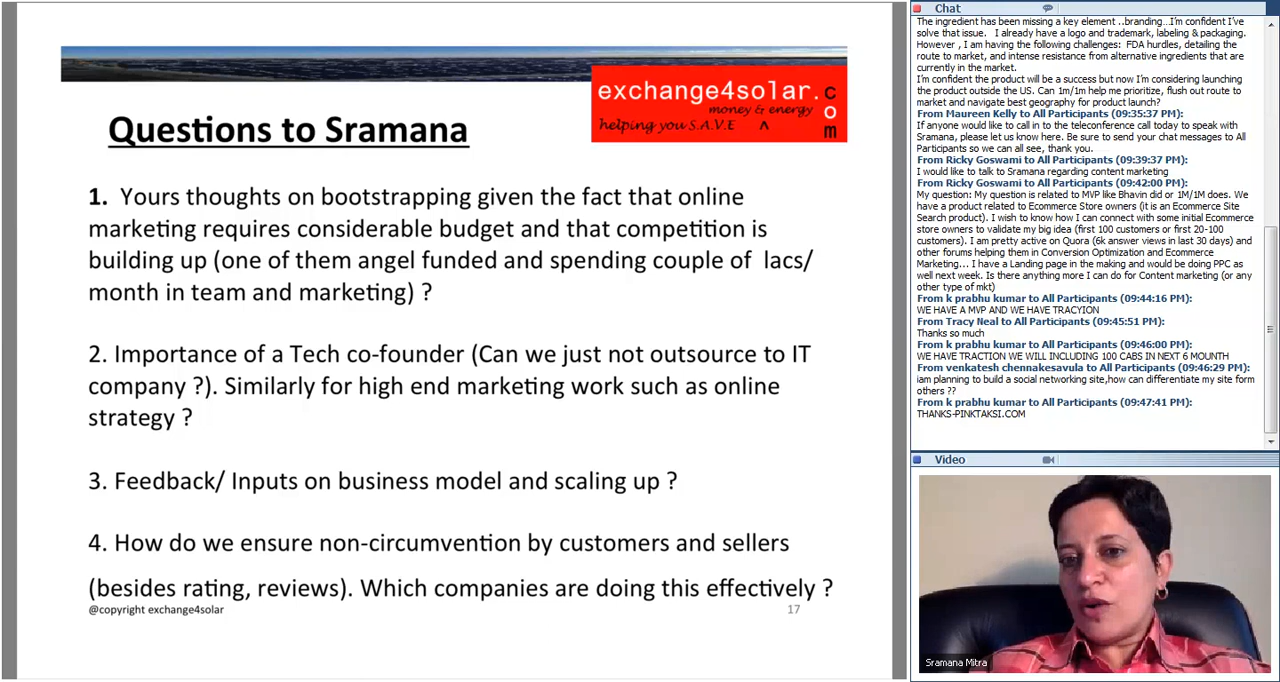 exchange4solar.com
money & energy
helping you S.A.V.E ^
Questions to Sramana
1. Yours thoughts on bootstrapping given the fact that online
marketing requires considerable budget and that competition is
building up (one of them angel funded and spending couple of lacs/
month in team and marketing) ?
2. Importance of a Tech co-founder (Can we just not outsource to IT
company ?). Similarly for high end marketing work such as online
strategy ?
3. Feedback/ Inputs on business model and scaling up ?
4. How do we ensure non-circumvention by customers and sellers
(besides rating, reviews). Which companies are doing this effectively ?
@copyright exchange4solar
17
Chat
The ingredient has been missing a key element ..branding...I'm confident I've
solve that issue. I already have a logo and trademark, labeling & packaging.
However , I am having the following challenges: FDA hurdles, detailing the
route to market, and intense resistance from alternative ingredients that are
currently in the market.
I'm confident the product will be a success but now I'm considering launching
the product outside the US. Can 1m/1m help me prioritize, flush out route to
market and navigate best geography for product launch?
From Maureen Kelly to All Participants (09:35:37 PM):
If anyone would like to call in to the teleconference call today to speak with
Sramana, please let us know here. Be sure to send your chat messages to All
Participants so we can all see, thank you.
From Ricky Goswami to All Participants (09:39:37 PM):
I would like to talk to Sramana regarding content marketing
From Ricky Goswami to All Participants (09:42:00 PM):
My question: My question is related to MVP like Bhavin did or 1M/1M does. We
have a product related to Ecommerce Store owners (it is an Ecommerce Site
Search product). I wish to know how I can connect with some initial Ecommerce
store owners to validate my big idea (first 100 customers or first 20-100
customers). I am pretty active on Quora (6k answer views in last 30 days) and
other forums helping them in Conversion Optimization and Ecommerce
Marketing... I have a Landing page in the making and would be doing PPC as
well next week. Is there anything more I can do for Content marketing (or any
other type of mkt)
From k prabhu kumar to All Participants (09:44:16 PM):
WE HAVE A MVP AND WE HAVE TRACYION
From Tracy Neal to All Participants (09:45:51 PM):
Thanks so much
From k prabhu kumar to All Participants (09:46:00 PM):
WE HAVE TRACTION WE WILL INCLUDING 100 CABS IN NEXT 6 MOUNTH
From venkatesh chennakesavula to All Participants (09:46:29 PM):
iam planning to build a social networking site,how can differentiate my site form
others ??
From k prabhu kumar to All Participants (09:47:41 PM):
THANKS-PINKTAKSI.COM
Video
Sramana Mitra